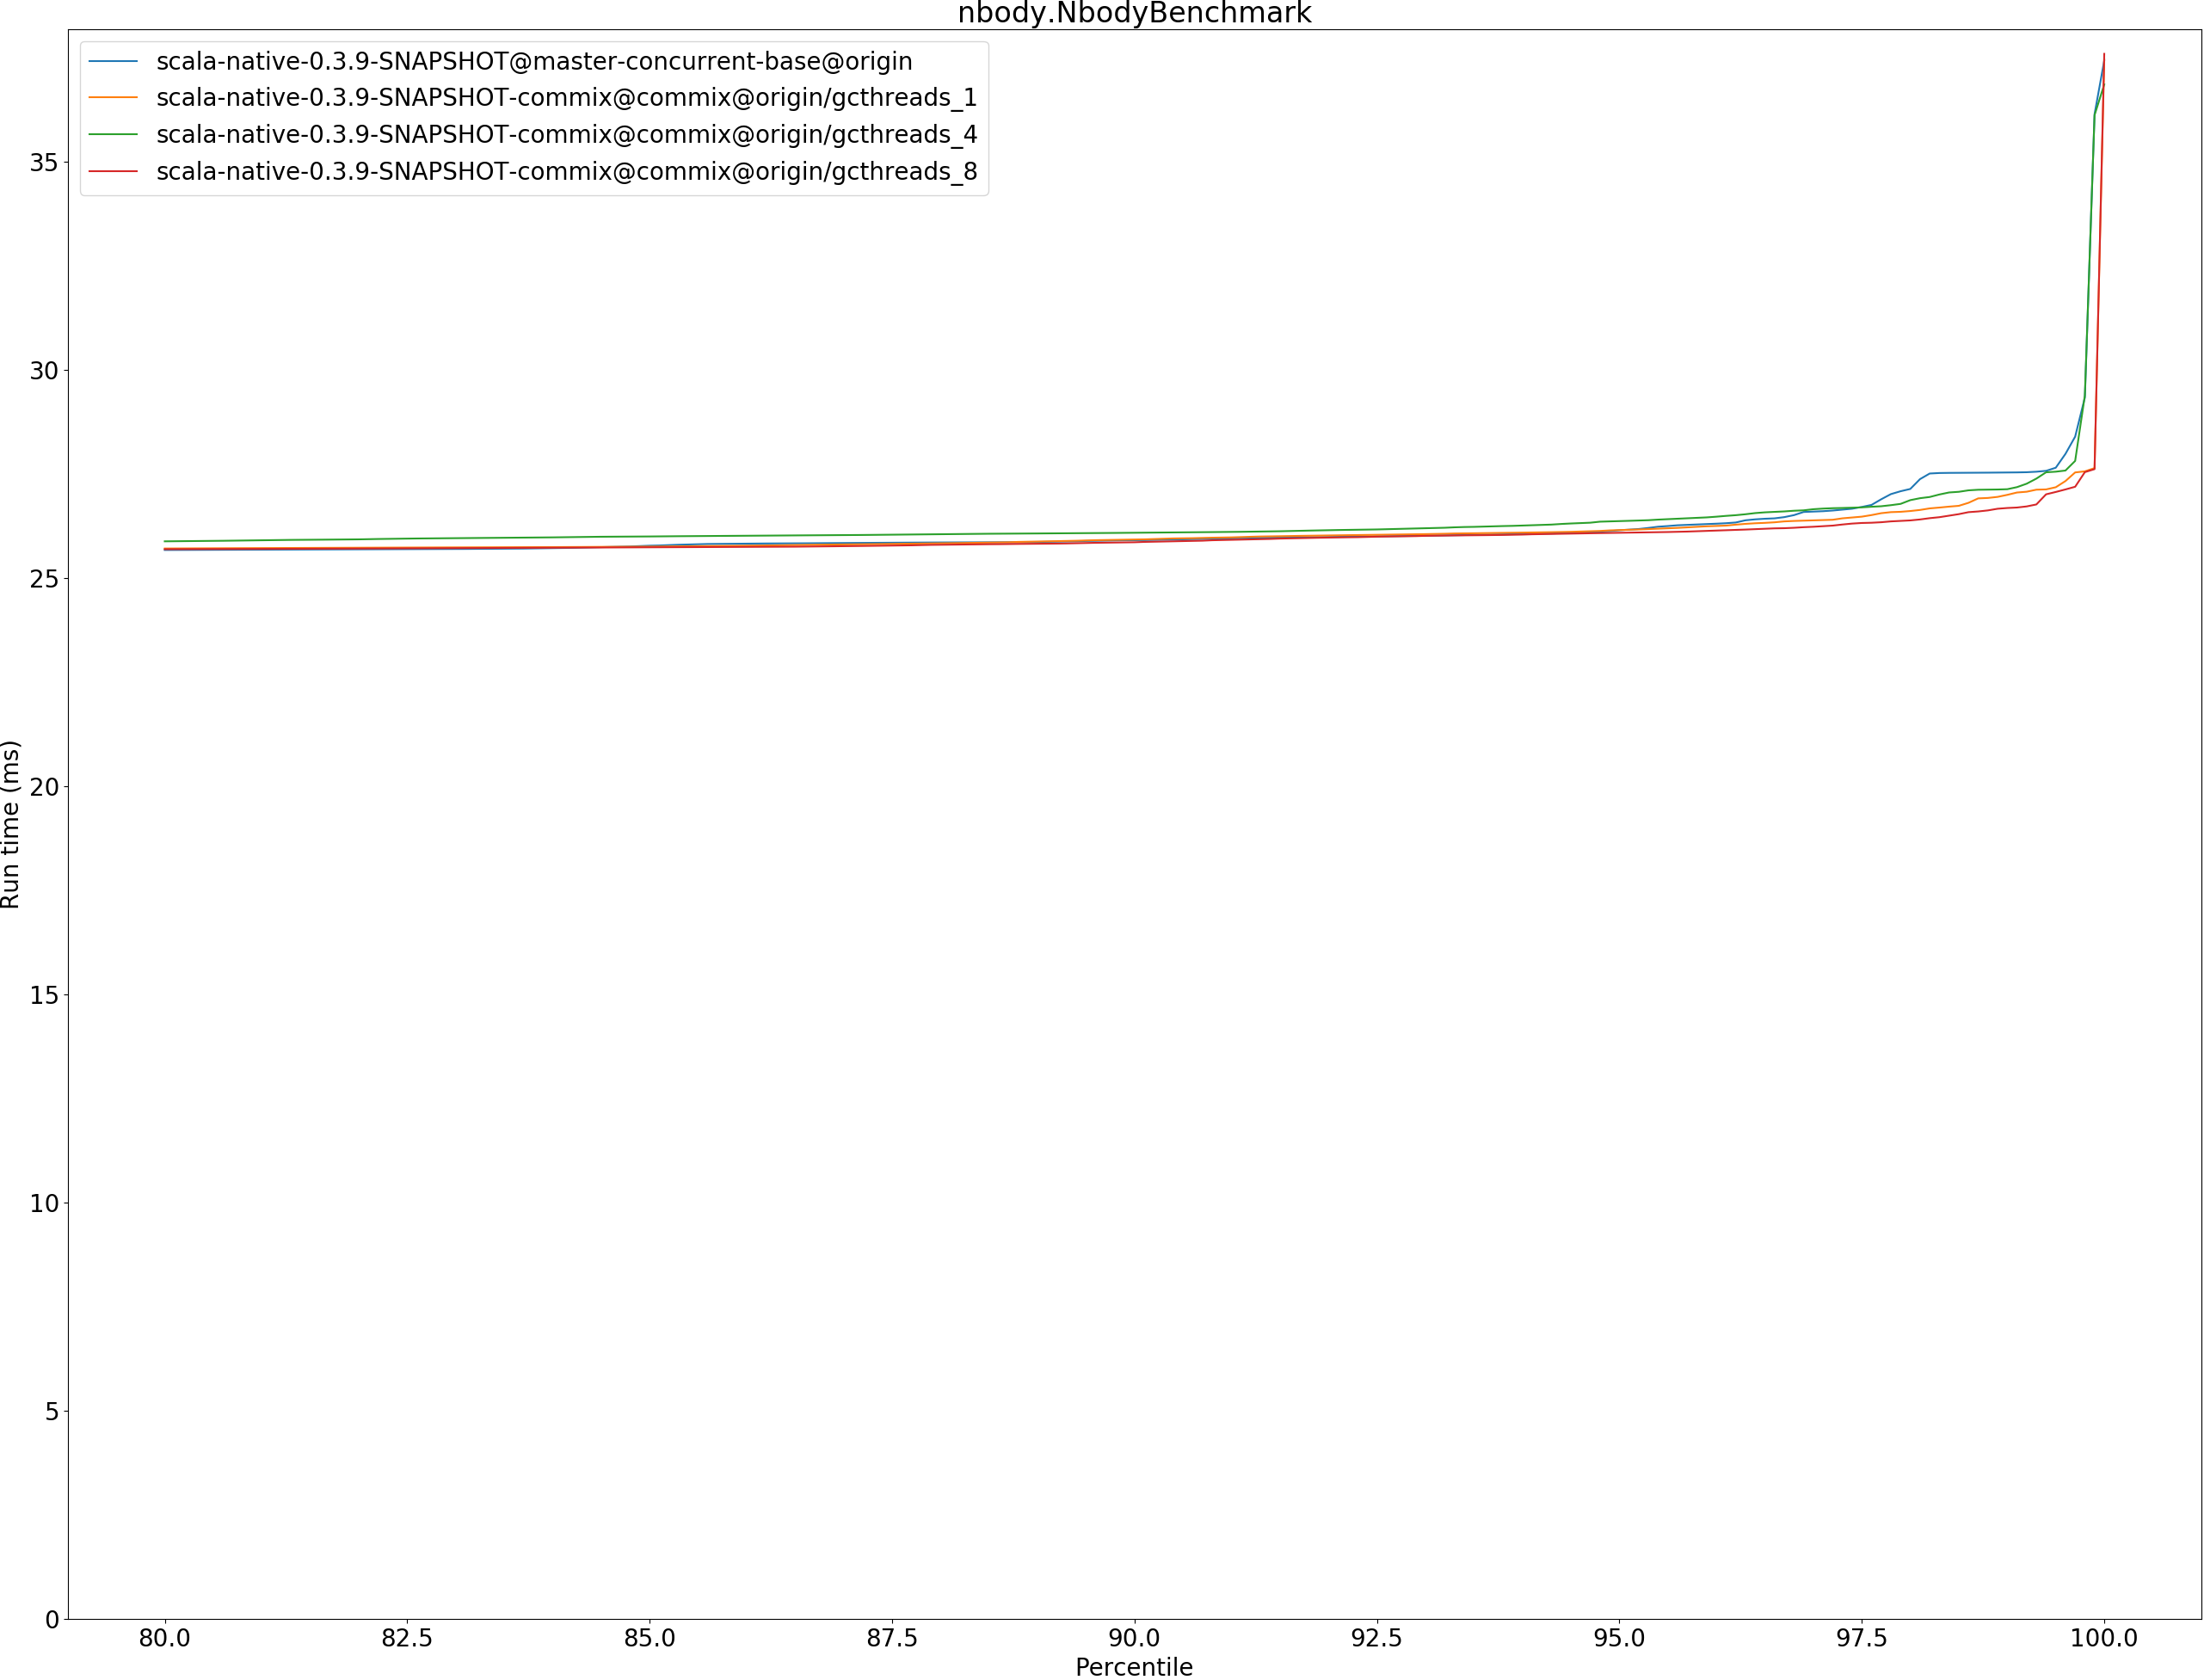 nbody.NbodyBenchmark
scala-native-0.3.9-SNAPSHOT@master-concurrent-base@origin
scala-native-0.3.9-SNAPSHOT-commix@commix@origin/gcthreads_1
scala-native-0.3.9-SNAPSHOT-commix@commix@origin/gcthreads_4
scala-native-0.3.9-SNAPSHOT-commix@commix@origin/gcthreads_8
35
30
25
20
15
10
5
0
Run time (ms)
80.0 82.5 85.0 87.5 90.0 92.5 95.0 97.5 100.0
Percentile